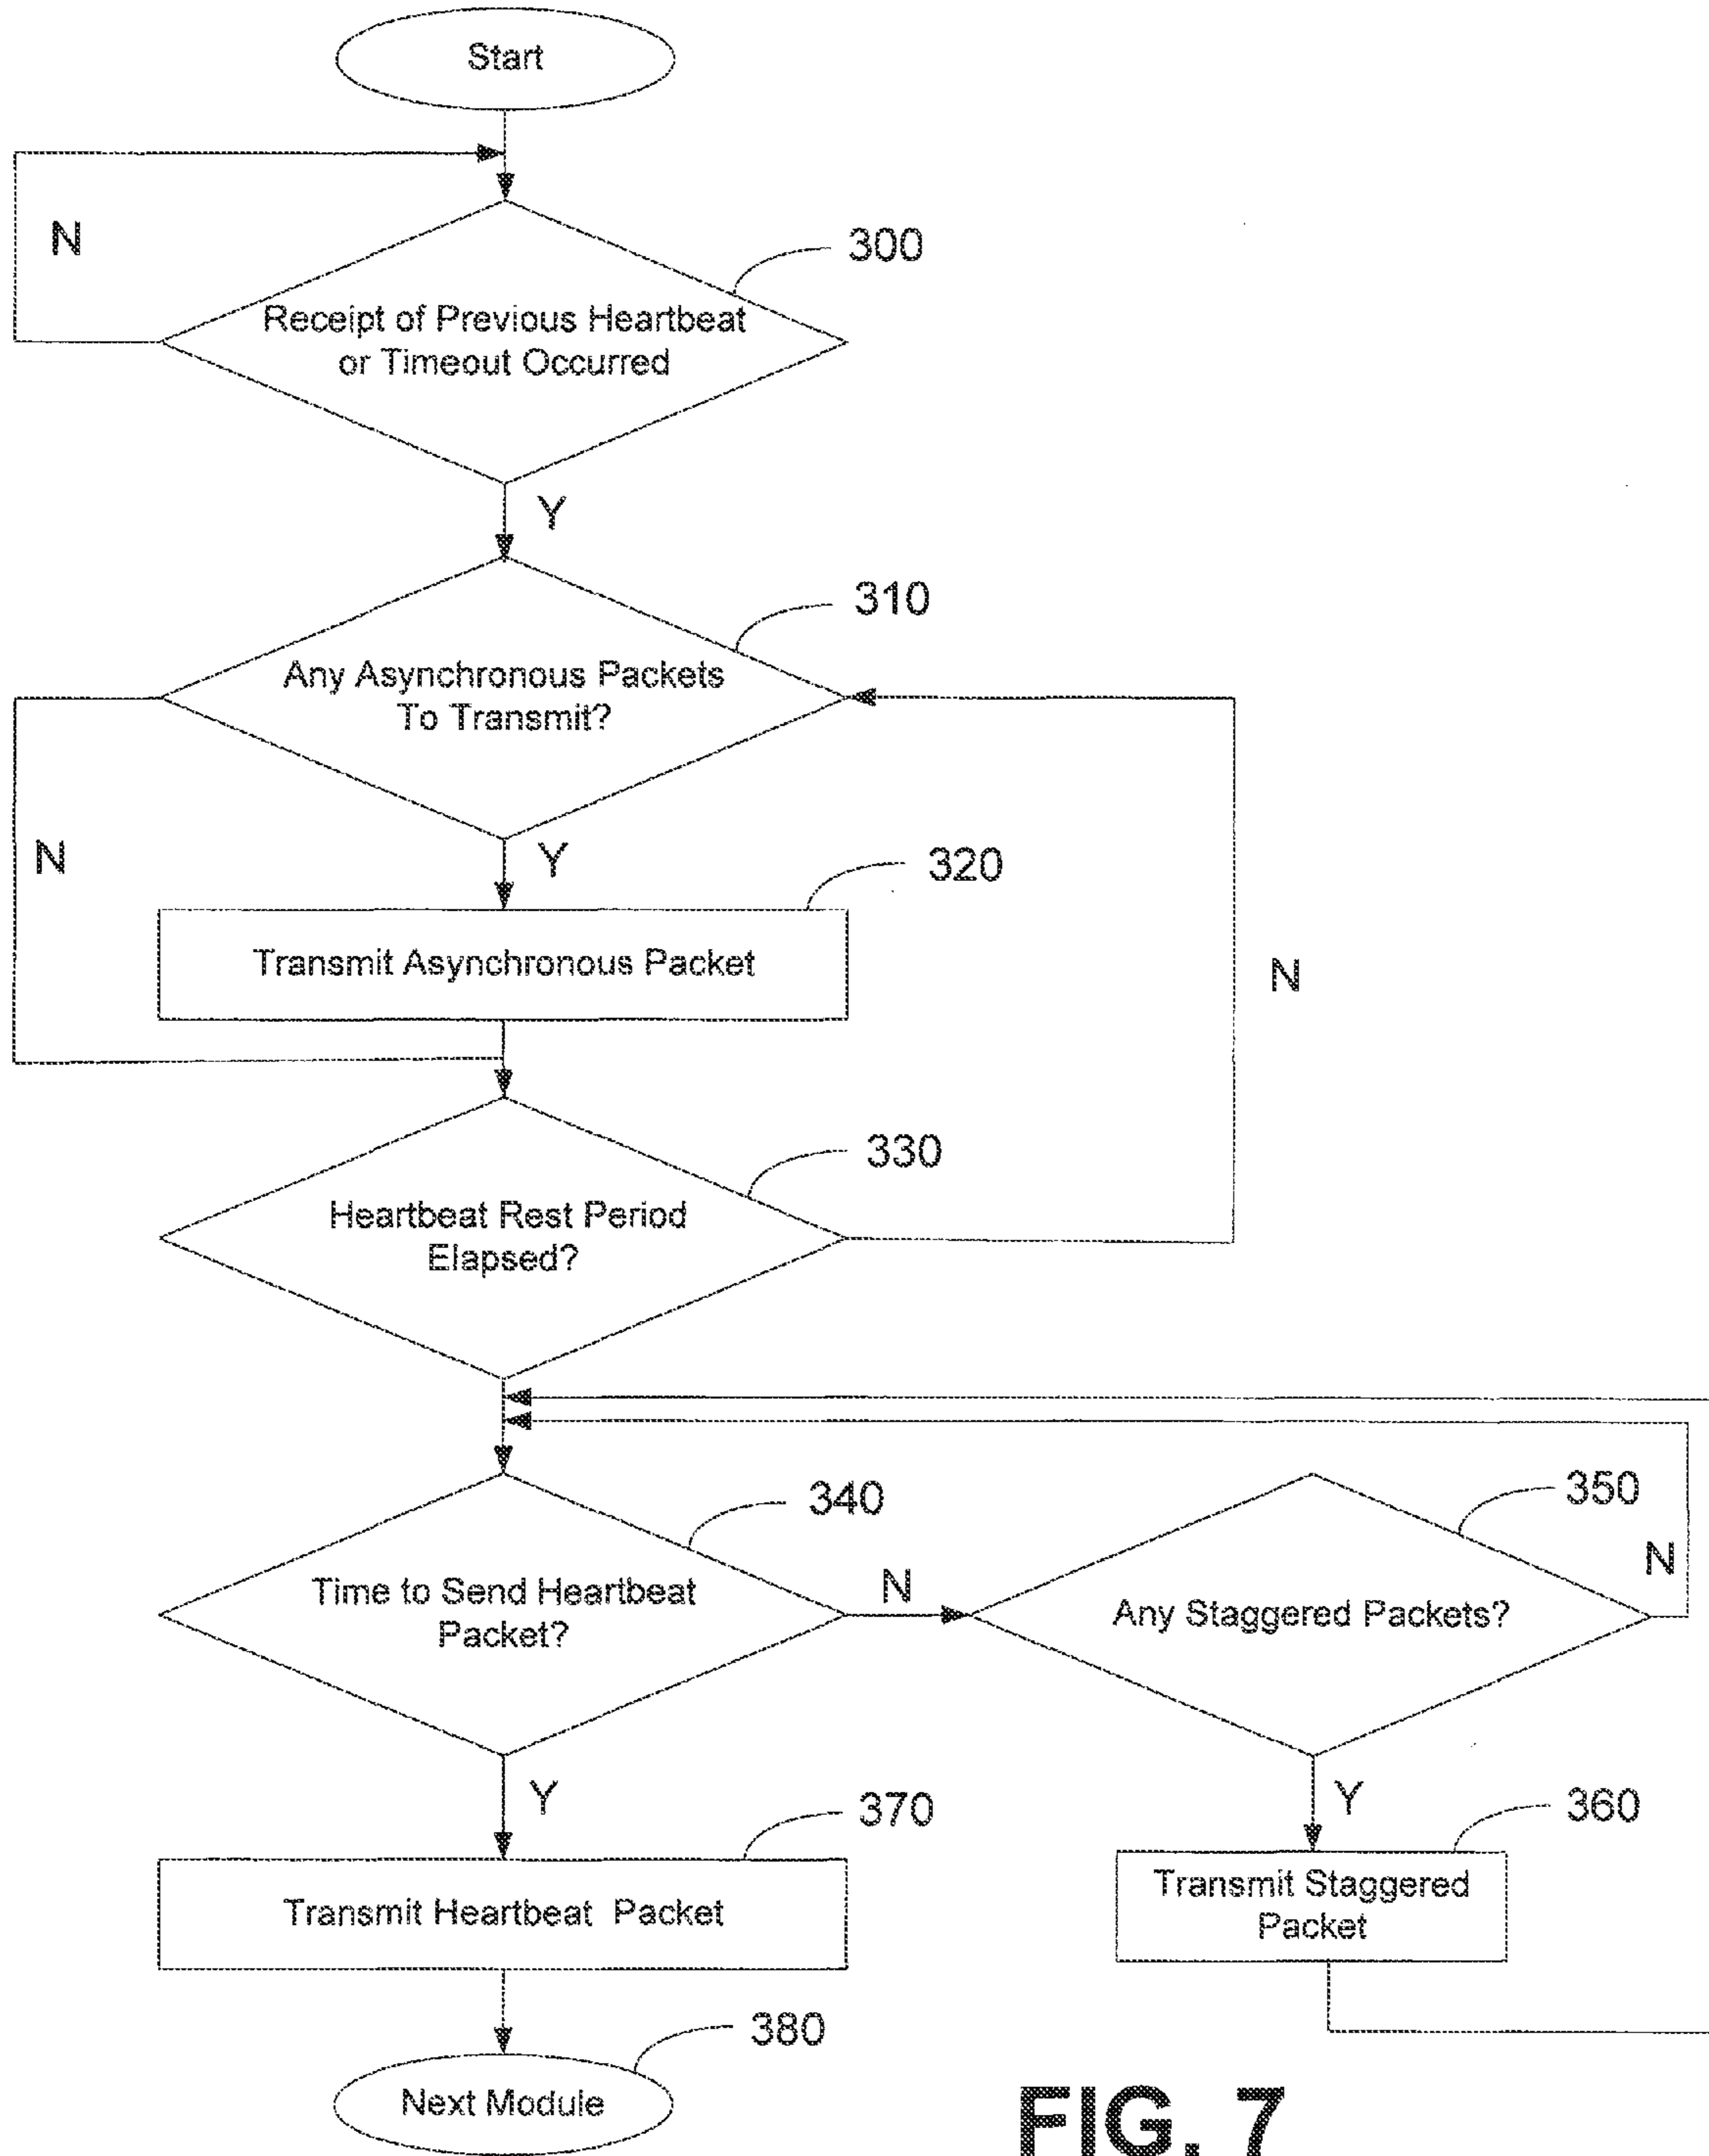 Start
N
300
Receipt of Previous Heartbeat
or Timeout Occurred
Y
310
Any Asynchronous Packets
To Transmit?
N
Y
320
Transmit Asynchronous Packet
N
330
Heartbeat Rest Period
Elapsed?
340
350
Time to Send Heartbeat
Packet?
N
Any Staggered Packets?
N
Y
370
Y
360
Transmit Heartbeat Packet
Transmit Staggered
Packet
380
Next Module
FIG. 7